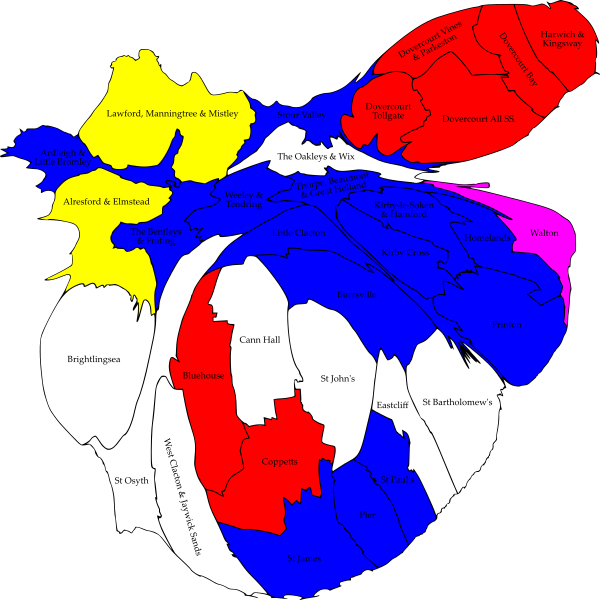 Harwich &
Kingsway
Dovercourt Vines
& Parkeston
Dovercourt Bay
Dovercourt
Tollgate
Dovercourt All SS.
Lawford, Manningtree & Mistley
Stour Valley
The Oakleys & Wix
Ardleigh &
Little Bromley
Alresford & Elmstead
The Bentleys
& Frating
Weeley &
Tendring
Thorpe, Beaumont
& Great Holland
Kirby-le-Soken
& Hamford
Homelands
Walton
Little Clacton
Kirby Cross
Frinton
Burrsville
Cann Hall
Brightlingsea
Bluehouse
St John's
Eastcliff
St Bartholomew's
Coppetts
St Osyth
West Clacton & Jaywick Sands
St Paul's
Pier
St James